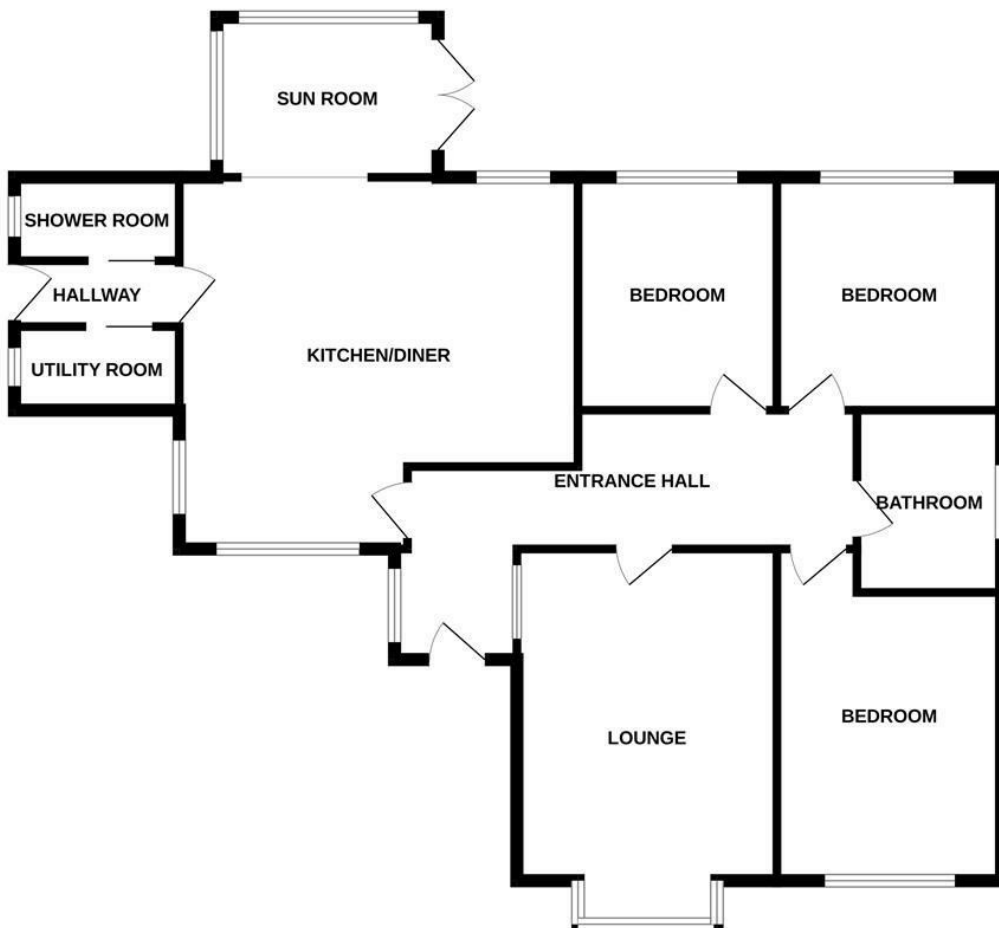 SUN ROOM
SHOWER ROOM
HALLWAY
BEDROOM
BEDROOM
KITCHEN/DINER
UTILITY ROOM
ENTRANCE HALL
BATHROOM
LOUNGE
BEDROOM